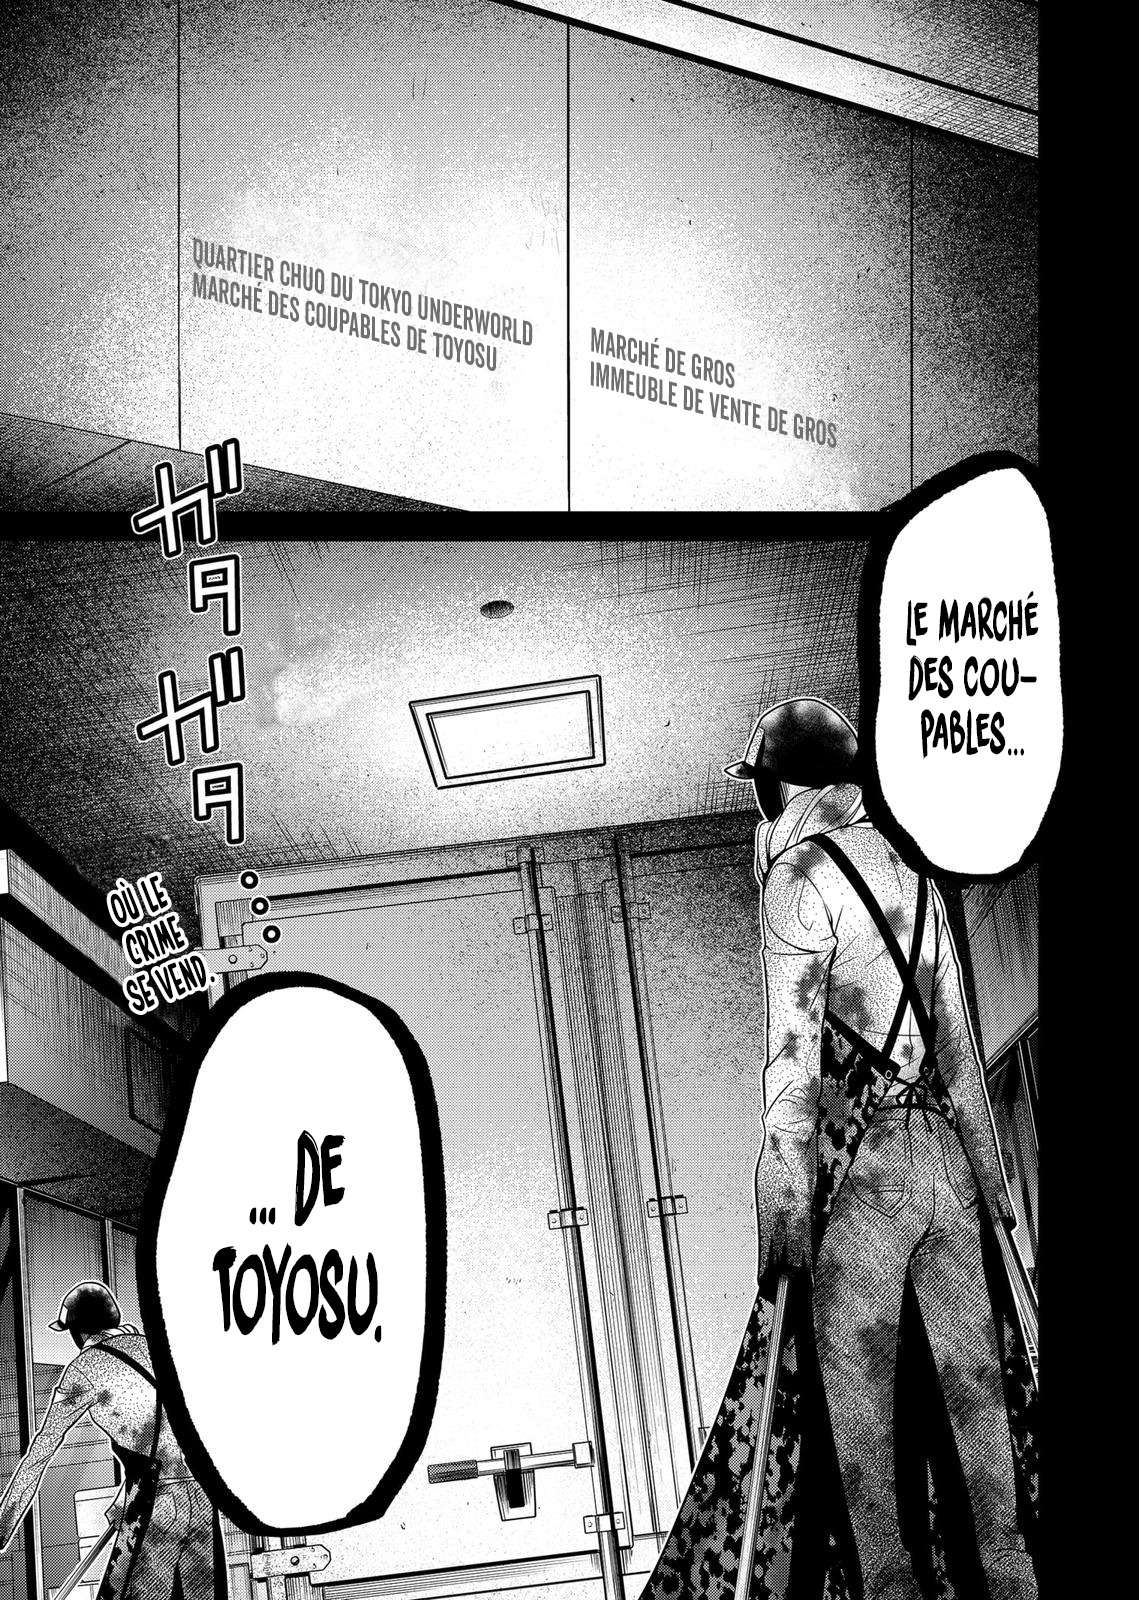 QUARTIER CHUO DU TOKYO UNDERWORLD
MARCHÉ DES COUPABLES DE TOYOSU
MARCHÉ DE GROS
IMMEUBLE DE VENTE DE GROS
LE MARCHÉ
DES COU-
PABLES...
ガタガタ
OÙ LE
CRIME
SE VEND.
... DE
TOYOSU.